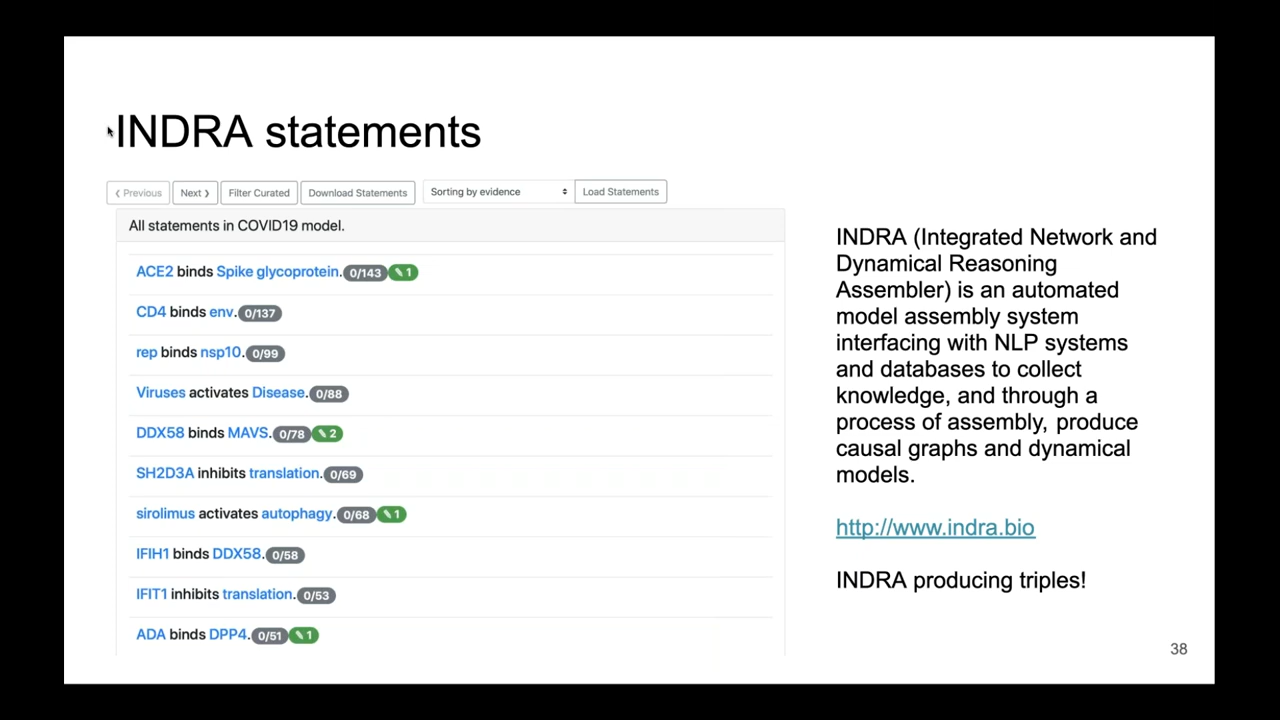 INDRA statements
‹ Previous Next › Filter Curated Download Statements Sorting by evidence Load Statements
All statements in COVID19 model.
ACE2 binds Spike glycoprotein. 0/143 1
CD4 binds env. 0/137
rep binds nsp10. 0/99
Viruses activates Disease. 0/88
DDX58 binds MAVS. 0/78 2
SH2D3A inhibits translation. 0/69
sirolimus activates autophagy. 0/68 1
IFIH1 binds DDX58. 0/58
IFIT1 inhibits translation. 0/53
ADA binds DPP4. 0/51 1
INDRA (Integrated Network and
Dynamical Reasoning
Assembler) is an automated
model assembly system
interfacing with NLP systems
and databases to collect
knowledge, and through a
process of assembly, produce
causal graphs and dynamical
models.
http://www.indra.bio
INDRA producing triples!
38